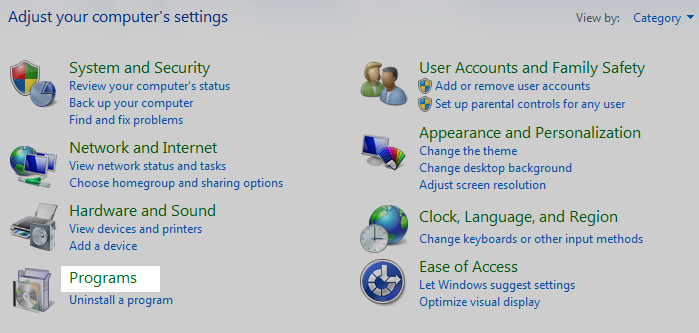 Adjust your computer's settings
View by: Category
System and Security
Review your computer's status
Back up your computer
Find and fix problems
Network and Internet
View network status and tasks
Choose homegroup and sharing options
Hardware and Sound
View devices and printers
Add a device
Programs
Uninstall a program
User Accounts and Family Safety
Add or remove user accounts
Set up parental controls for any user
Appearance and Personalization
Change the theme
Change desktop background
Adjust screen resolution
Clock, Language, and Region
Change keyboards or other input methods
Ease of Access
Let Windows suggest settings
Optimize visual display